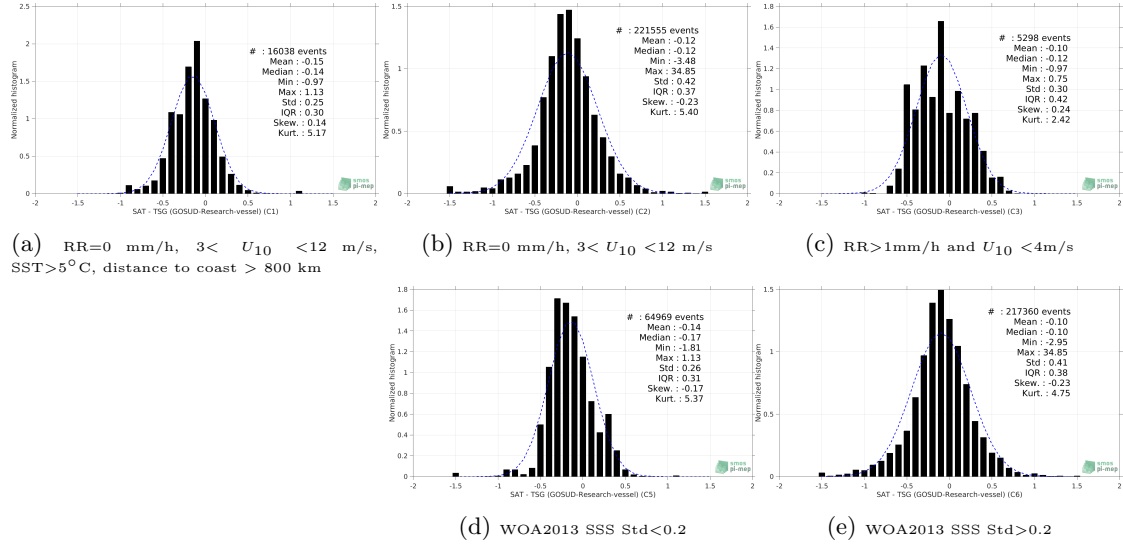 # : 16038 events
Mean : -0.15
Median : -0.14
Min : -0.97
Max : 1.13
Std : 0.25
IQR : 0.30
Skew. : 0.14
Kurt. : 5.17
Normalized histogram
2.5
2
1.5
1
0.5
0
-2 -1.5 -1 -0.5 0 0.5 1 1.5 2
SAT - TSG (GOSUD-Research-vessel) (C1)
smos
pi-mep
(a) RR=0 mm/h, 3< U10 <12 m/s,
SST>5°C, distance to coast > 800 km
# : 221555 events
Mean : -0.12
Median : -0.12
Min : -3.48
Max : 34.85
Std : 0.42
IQR : 0.37
Skew. : -0.23
Kurt. : 5.40
Normalized histogram
1.5
1
0.5
0
-2 -1.5 -1 -0.5 0 0.5 1 1.5 2
SAT - TSG (GOSUD-Research-vessel) (C2)
smos
pi-mep
(b) RR=0 mm/h, 3< U10 <12 m/s
# : 5298 events
Mean : -0.10
Median : -0.12
Min : -0.97
Max : 0.75
Std : 0.30
IQR : 0.42
Skew. : 0.24
Kurt. : 2.42
Normalized histogram
1.8
1.6
1.4
1.2
1
0.8
0.6
0.4
0.2
0
-2 -1.5 -1 -0.5 0 0.5 1 1.5 2
SAT - TSG (GOSUD-Research-vessel) (C3)
smos
pi-mep
(c) RR>1mm/h and U10 <4m/s
# : 64969 events
Mean : -0.14
Median : -0.17
Min : -1.81
Max : 1.13
Std : 0.26
IQR : 0.31
Skew. : -0.17
Kurt. : 5.37
Normalized histogram
1.8
1.6
1.4
1.2
1
0.8
0.6
0.4
0.2
0
-2 -1.5 -1 -0.5 0 0.5 1 1.5 2
SAT - TSG (GOSUD-Research-vessel) (C5)
smos
pi-mep
(d) WOA2013 SSS Std<0.2
# : 217360 events
Mean : -0.10
Median : -0.10
Min : -2.95
Max : 34.85
Std : 0.41
IQR : 0.38
Skew. : -0.23
Kurt. : 4.75
Normalized histogram
1.5
1
0.5
0
-2 -1.5 -1 -0.5 0 0.5 1 1.5 2
SAT - TSG (GOSUD-Research-vessel) (C6)
smos
pi-mep
(e) WOA2013 SSS Std>0.2